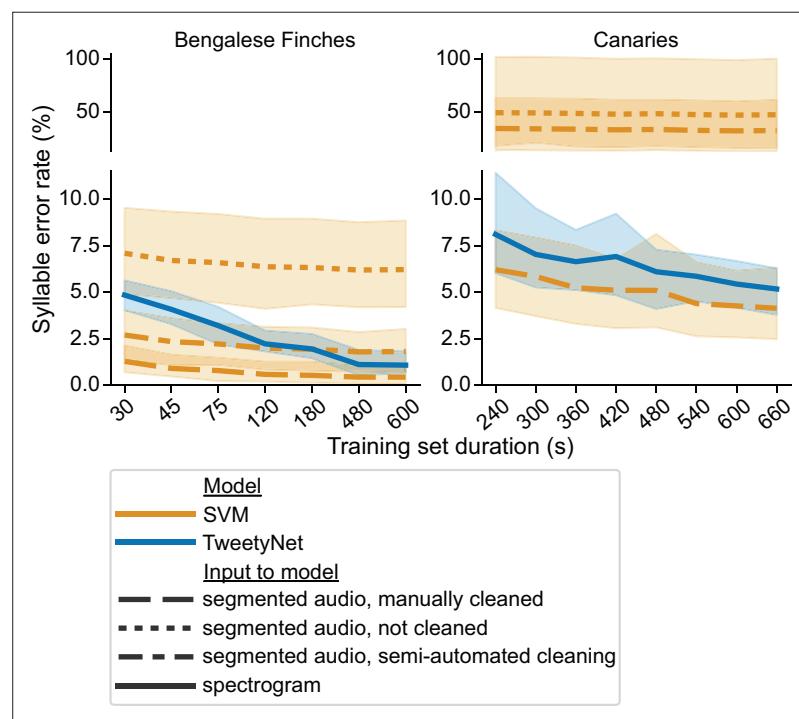 Bengalese Finches
Canaries
100
50
10.0
7.5
5.0
2.5
0.0
100
50
10.0
7.5
5.0
2.5
0.0
Syllable error rate (%)
30 45 75 120 180 480 600
240 300 360 420 480 540 600 660
Training set duration (s)
Model
SVM
TweetyNet
Input to model
segmented audio, manually cleaned
segmented audio, not cleaned
segmented audio, semi-automated cleaning
spectrogram